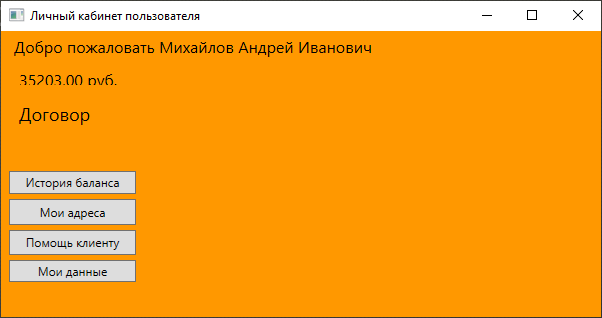 Личный кабинет пользователя
Добро пожаловать Михайлов Андрей Иванович
35203.00 руб.
Договор
История баланса
Мои адреса
Помощь клиенту
Мои данные